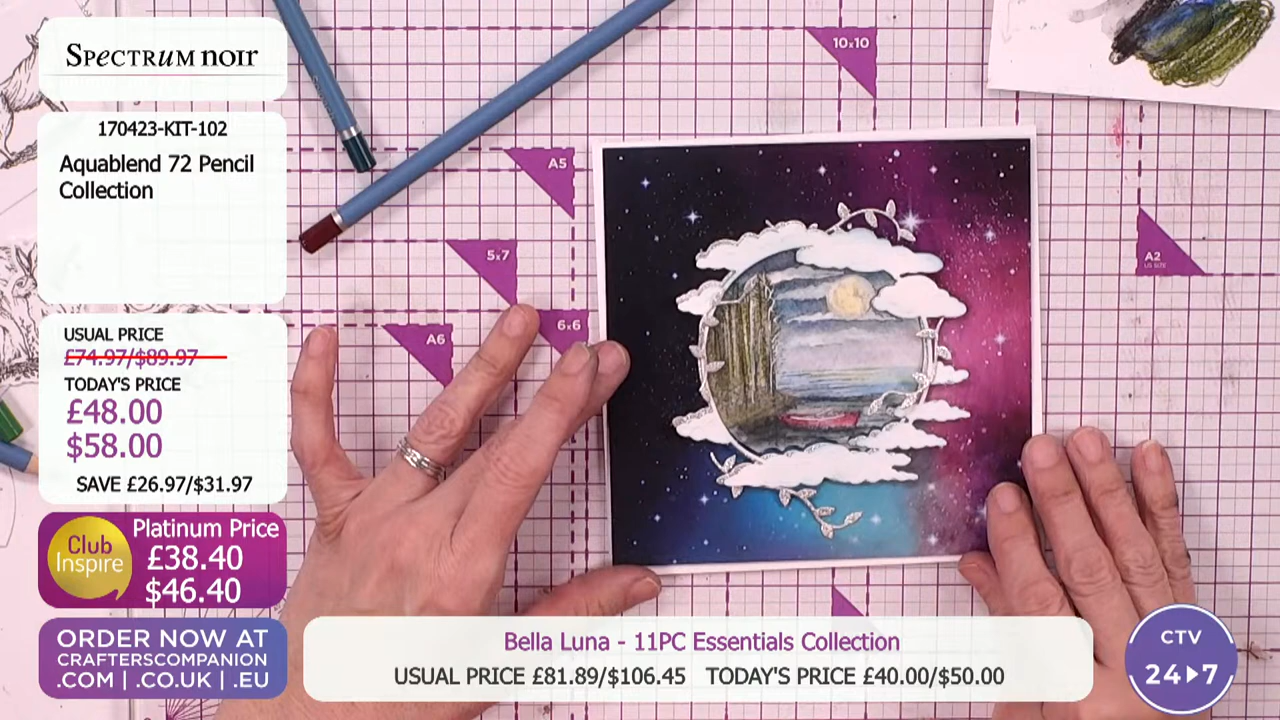 SPECTRUM NOIR
170423-KIT-102
Aquablend 72 Pencil
Collection
USUAL PRICE
£74.97/$89.97
TODAY'S PRICE
£48.00
$58.00
SAVE £26.97/$31.97
Club
Inspire
Platinum Price
£38.40
$46.40
ORDER NOW AT
CRAFTERSCOMPANION
.COM | .CO.UK | .EU
10x10
A5
5x7
6x6
A6
A2
US SIZE
Bella Luna - 11PC Essentials Collection
USUAL PRICE £81.89/$106.45 TODAY'S PRICE £40.00/$50.00
CTV
24▶7